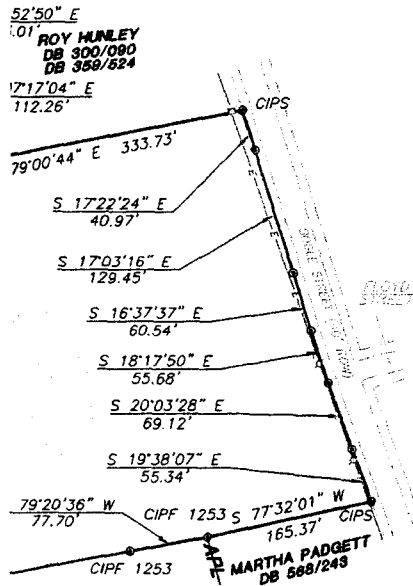 52'50" E
.01'
ROY HUNLEY
DB 300/090
DB 359/524
17'17'04" E
112.26'
CIPS
79'00'44" E 333.73'
S 17'22'24" E
40.97'
S 17'03'16" E
129.45'
S 16'37'37" E
60.54'
FLOYD
STREET
S 18'17'50" E
55.68'
S 20'03'28" E
69.12'
S 19'38'07" E
55.34'
79'20'36" W
77.70'
CIPF 1253
S 77'32'01" W
165.37'
CIPS
CIPF 1253
APL
MARTHA PADGETT
DB 568/243